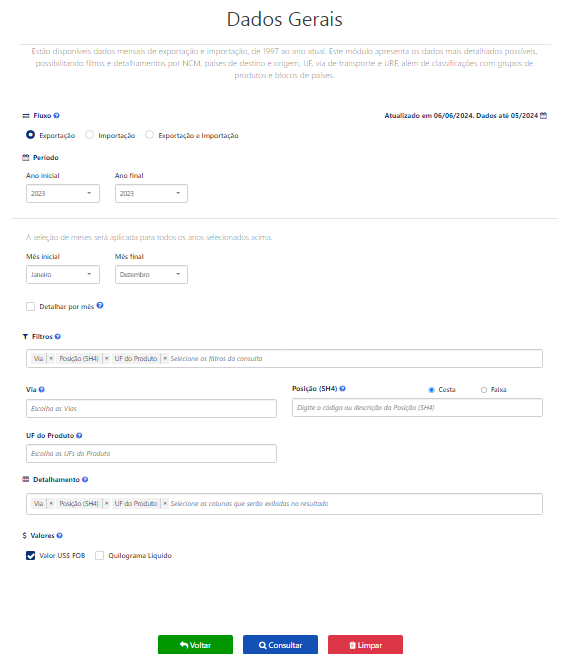 Dados Gerais
Estão disponíveis dados mensais de exportação e importação, de 1997 ao ano atual. Este módulo apresenta os dados mais detalhados possíveis,
possibilitando filtros e detalhamentos por NCM, países de destino e origem, UF, via de transporte e URF, além de classificações com grupos de
produtos e blocos de países.
Fluxo Atualizado em 06/06/2024. Dados até 05/2024
Exportação Importação Exportação e Importação
Período
Ano inicial Ano final
2023 2023
A seleção de meses será aplicada para todos os anos selecionados acima.
Mês inicial Mês final
Janeiro Dezembro
Detalhar por mês
Filtros
Via × Posição (SH4) × UF do Produto × Selecione os filtros da consulta
Via Posição (SH4) Cesta Faixa
Escolha as Vias Digite o código ou descrição da Posição (SH4)
UF do Produto
Escolha as UFs do Produto
Detalhamento
Via × Posição (SH4) × UF do Produto × Selecione as colunas que serão exibidas no resultado
$ Valores
Valor US$ FOB Quilograma Líquido
Voltar Consultar Limpar